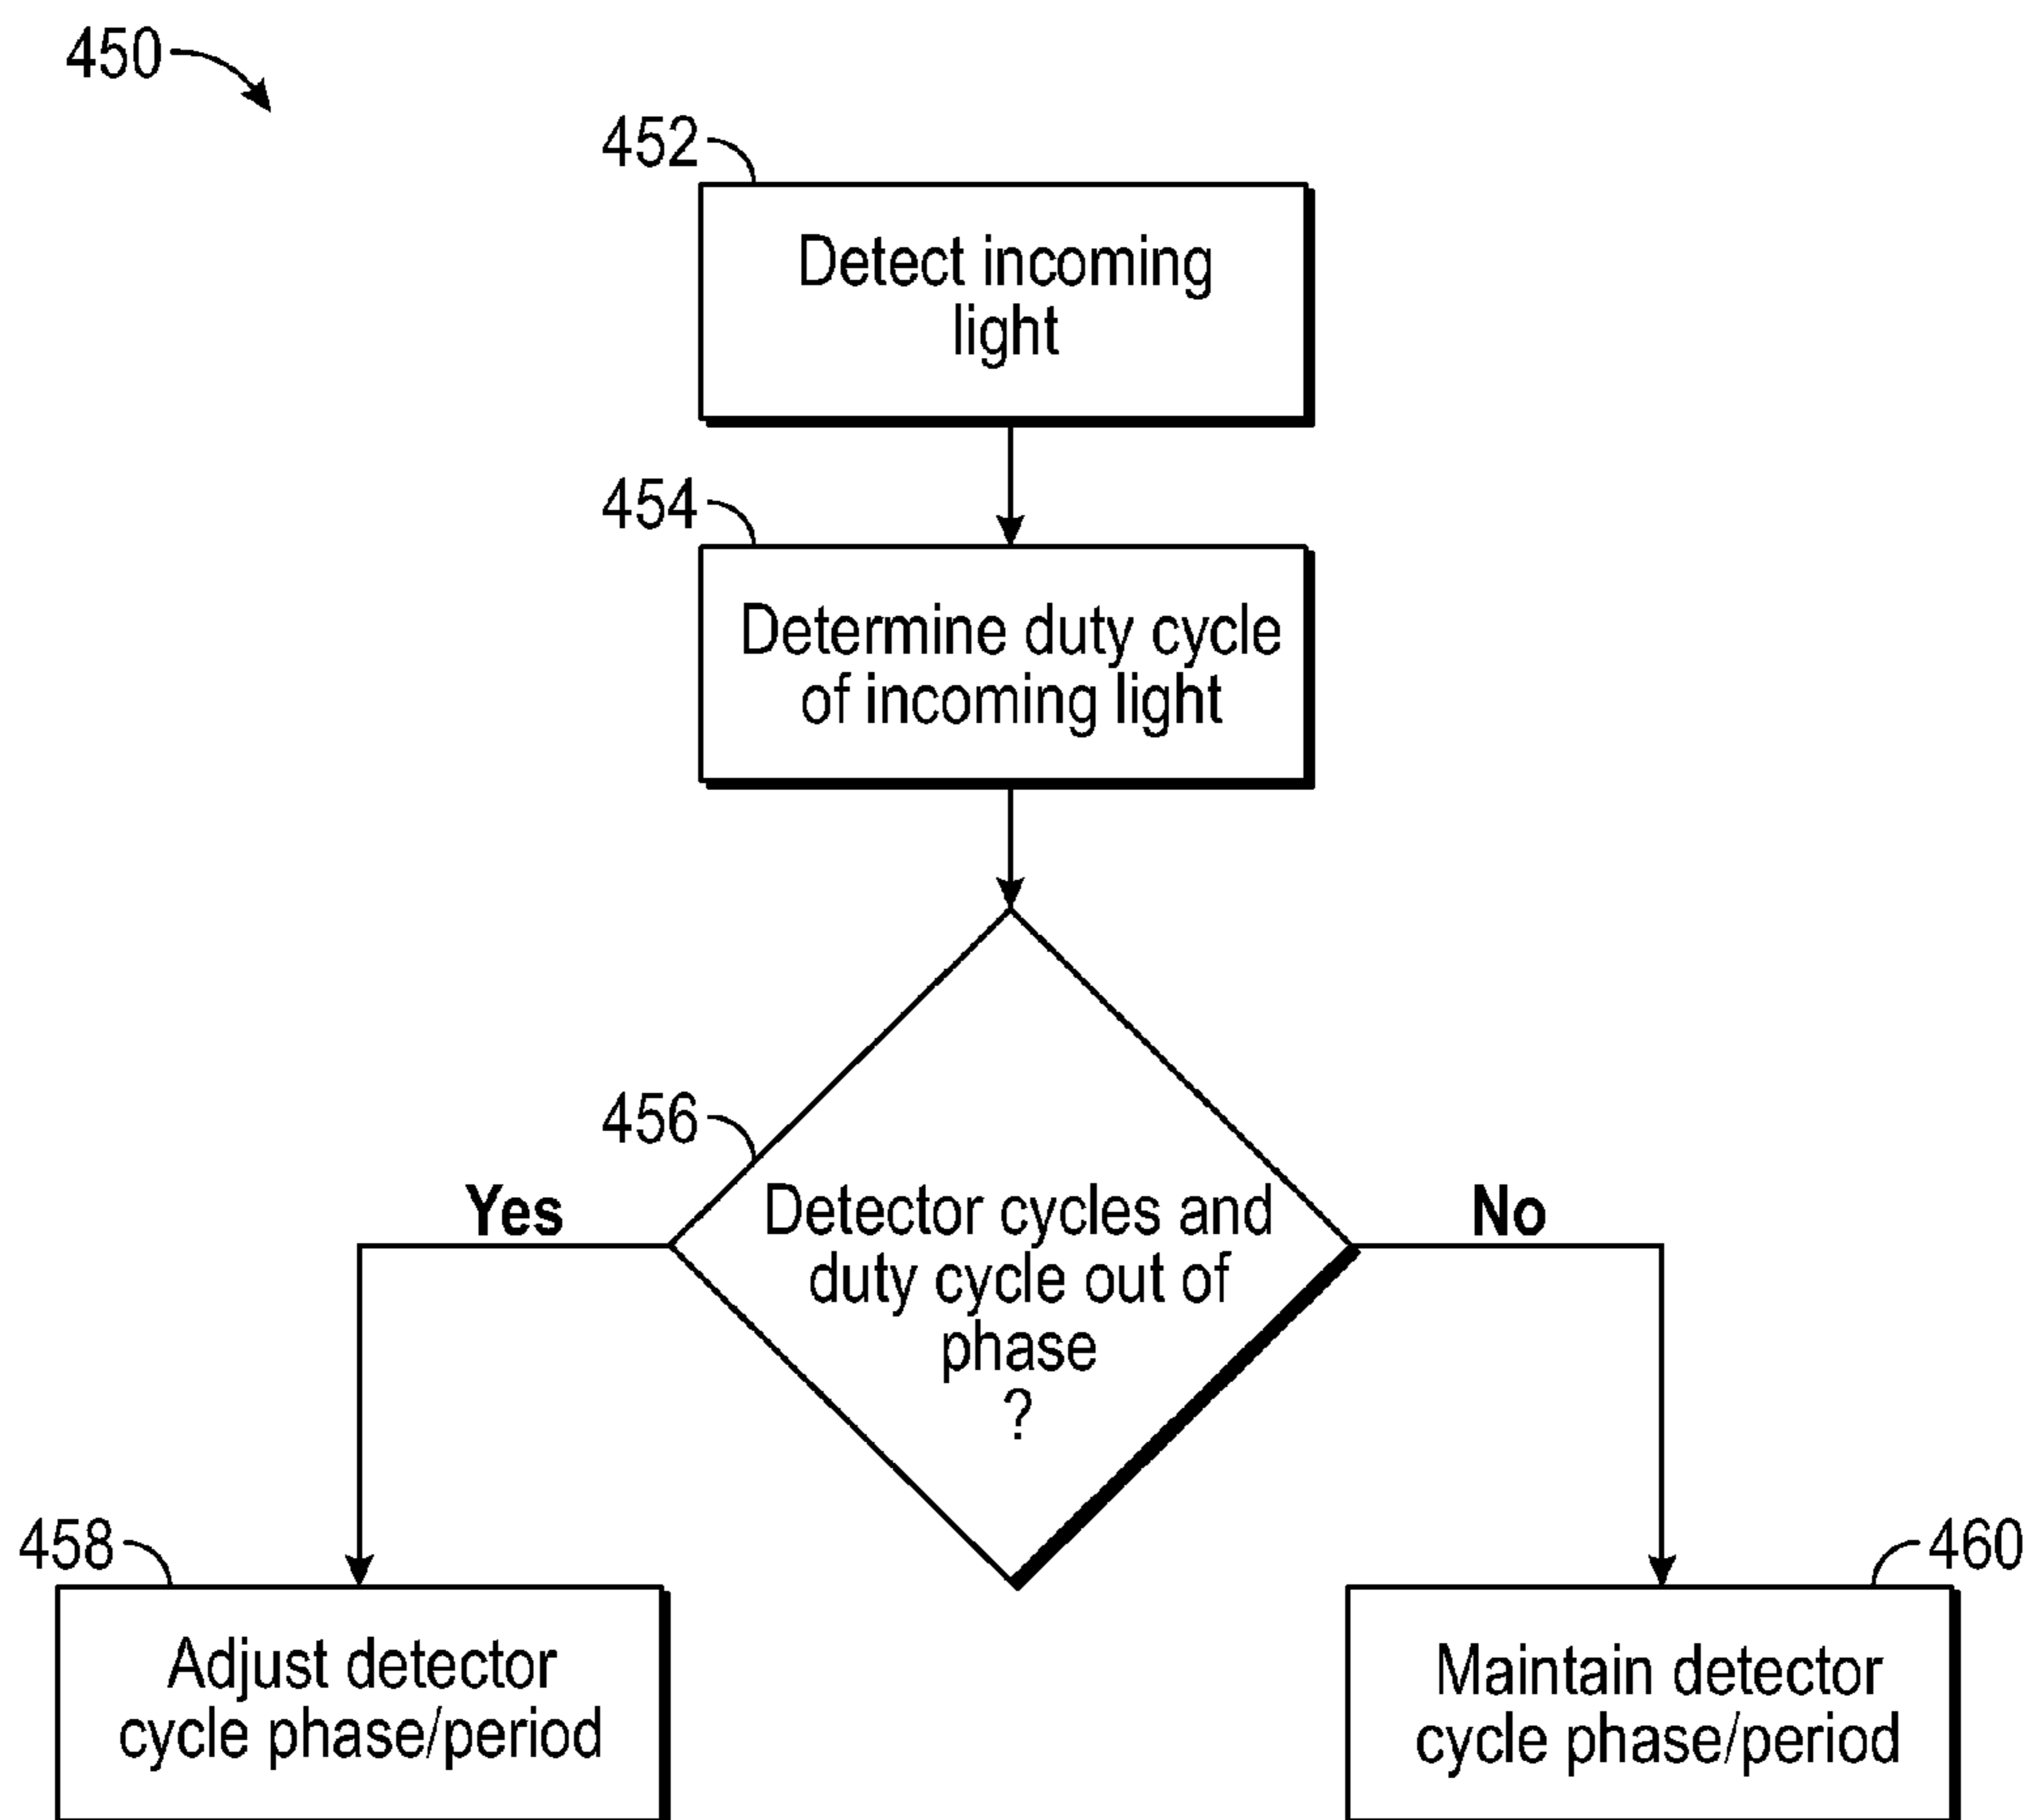 450
452
Detect incoming
light
454
Determine duty cycle
of incoming light
456
Yes
Detector cycles and
duty cycle out of
phase
?
No
458
Adjust detector
cycle phase/period
460
Maintain detector
cycle phase/period